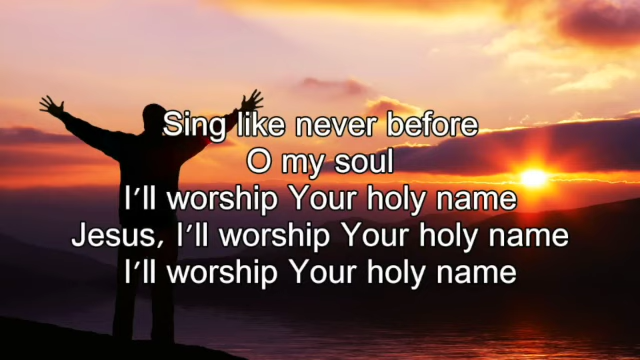 Sing like never before
O my soul
I'll worship Your holy name
Jesus, I'll worship Your holy name
I'll worship Your holy name